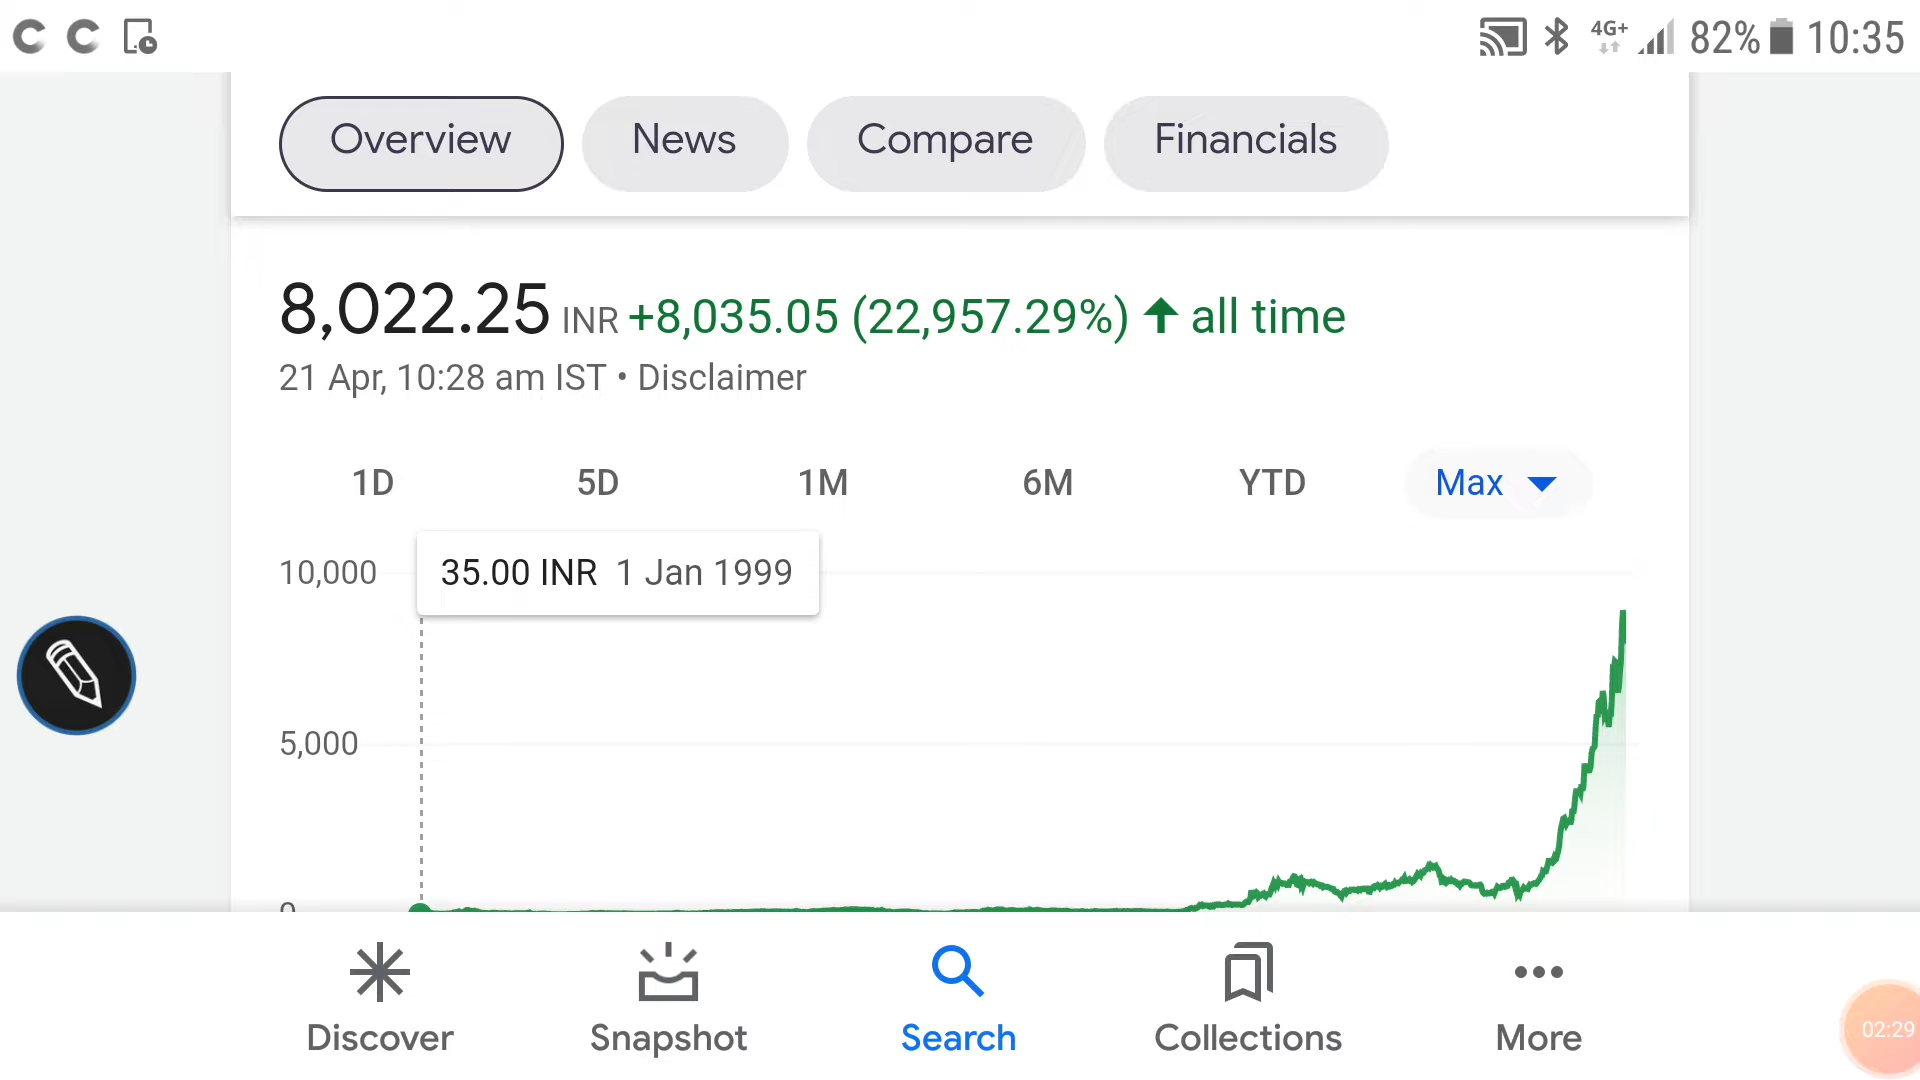 4G+ 82% 10:35
Overview News Compare Financials
8,022.25 INR +8,035.05 (22,957.29%) ↑ all time
21 Apr, 10:28 am IST • Disclaimer
1D 5D 1M 6M YTD Max
10,000
35.00 INR 1 Jan 1999
5,000
0
Discover Snapshot Search Collections More
02:29